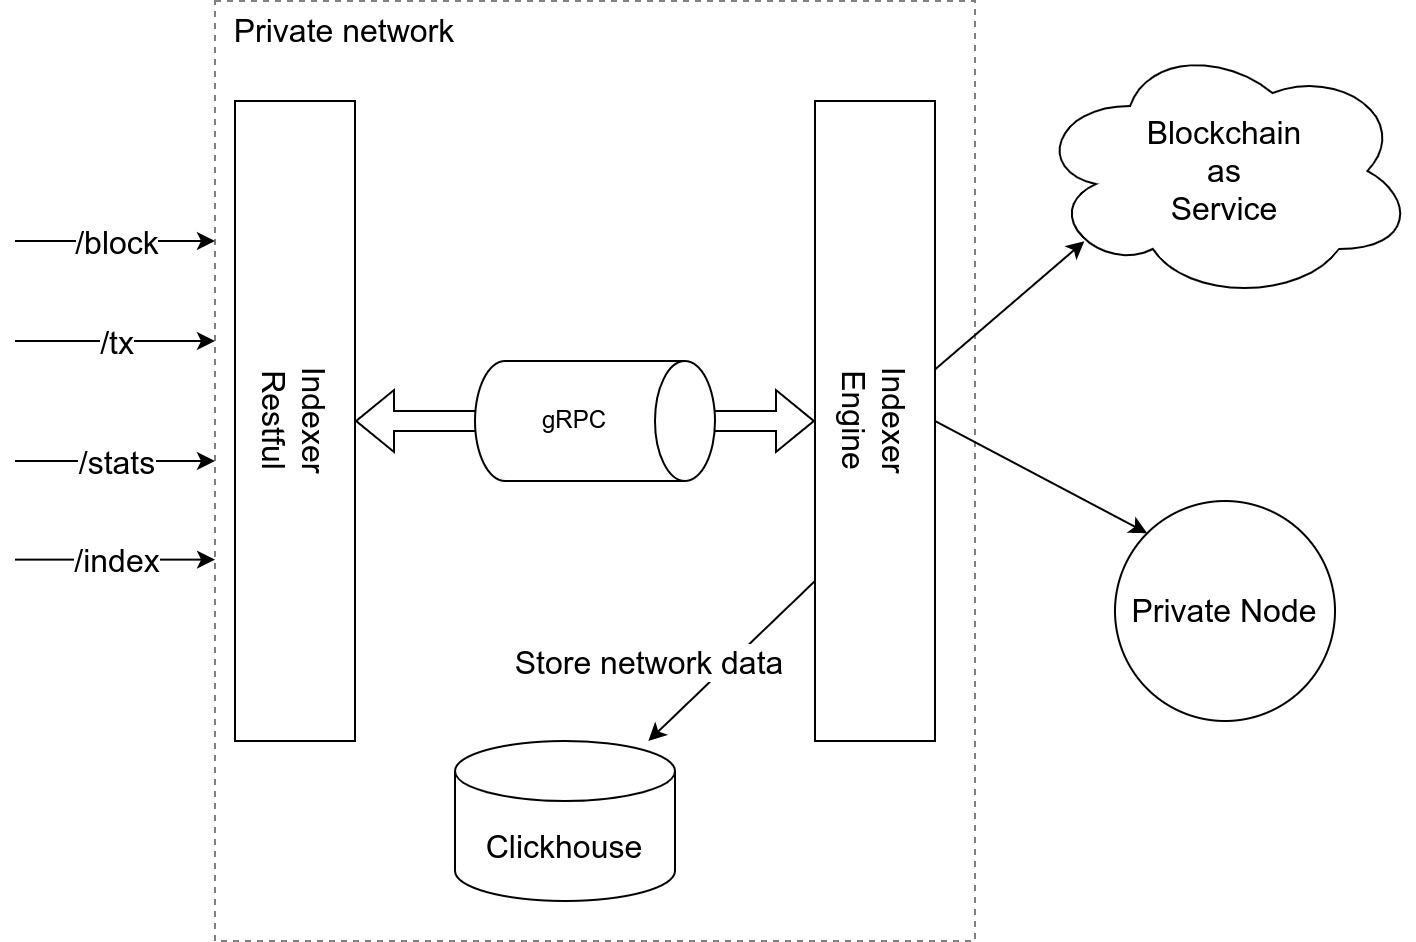 Private network
Blockchain
as
Service
/block
/tx
/stats
/index
Indexer
Restful
gRPC
Indexer
Engine
Private Node
Store network data
Clickhouse